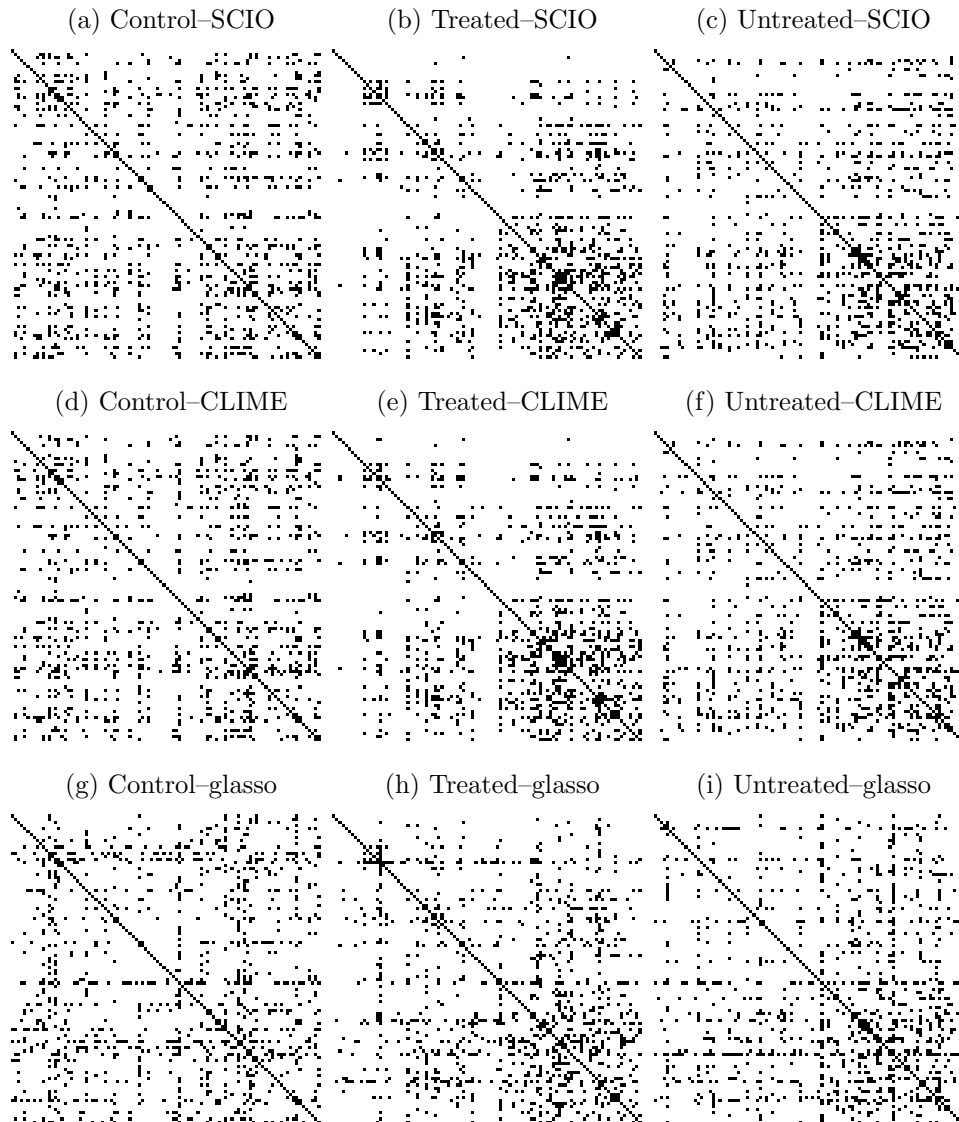 (a) Control–SCIO
(b) Treated–SCIO
(c) Untreated–SCIO
(d) Control–CLIME
(e) Treated–CLIME
(f) Untreated–CLIME
(g) Control–glasso
(h) Treated–glasso
(i) Untreated–glasso